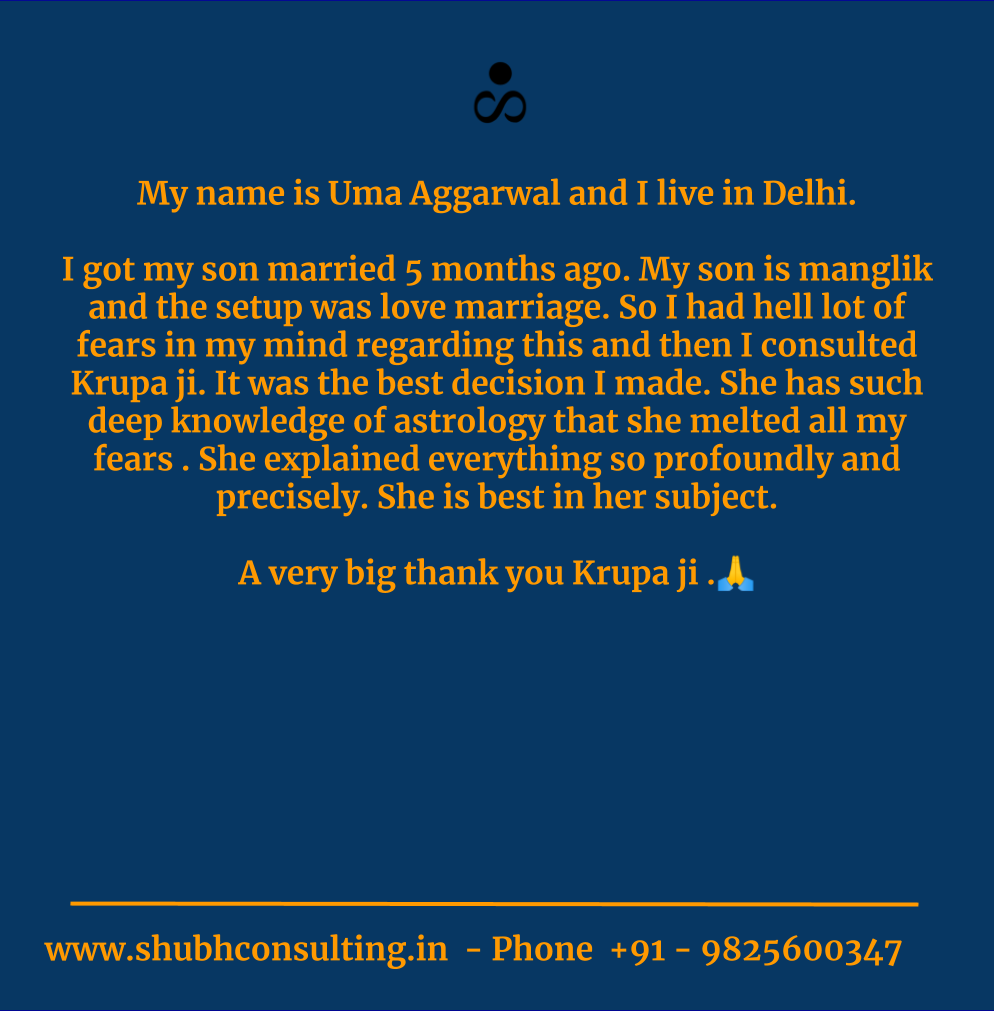 My name is Uma Aggarwal and I live in Delhi.
I got my son married 5 months ago. My son is manglik
and the setup was love marriage. So I had hell lot of
fears in my mind regarding this and then I consulted
Krupa ji. It was the best decision I made. She has such
deep knowledge of astrology that she melted all my
fears . She explained everything so profoundly and
precisely. She is best in her subject.
A very big thank you Krupa ji .🙏
www.shubhconsulting.in - Phone +91 - 9825600347